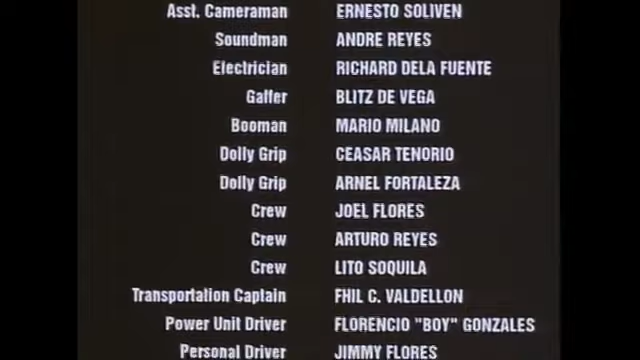 Asst. Cameraman ERNESTO SOLIVEN
Soundman ANDRE REYES
Electrician RICHARD DELA FUENTE
Gaffer BLITZ DE VEGA
Booman MARIO MILANO
Dolly Grip CEASAR TENORIO
Dolly Grip ARNEL FORTALEZA
Crew JOEL FLORES
Crew ARTURO REYES
Crew LITO SOQUILA
Transportation Captain FHIL C. VALDELLON
Power Unit Driver FLORENCIO "BOY" GONZALES
Personal Driver JIMMY FLORES